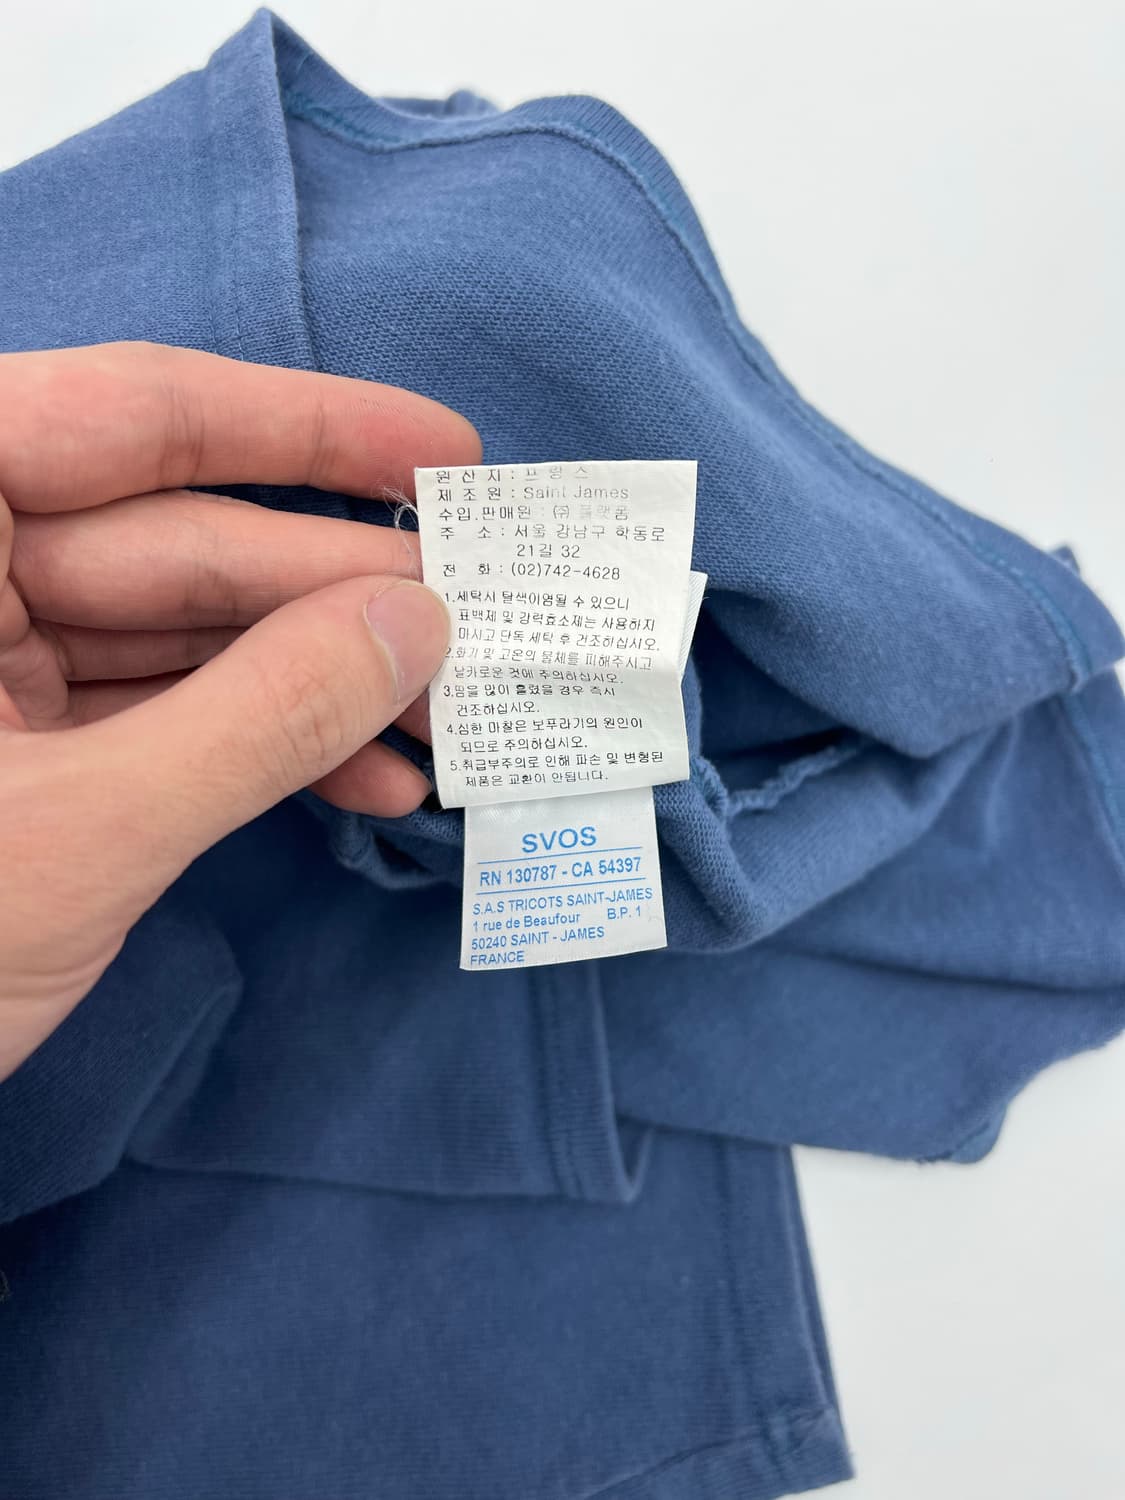 원 산 지 : 프 랑 스
제 조 원 : Saint James
수입.판매원 : ㈜ 플랫폼
주 소 : 서울 강남구 학동로
21길 32
전 화 : (02)742-4628
1.세탁시 탈색이염될 수 있으니
표백제 및 강력효소제는 사용하지
마시고 단독 세탁 후 건조하십시오.
2.화기 및 고온의 물체를 피해주시고
날카로운 것에 주의하십시오.
3.땀을 많이 흘렸을 경우 즉시
건조하십시오.
4.심한 마찰은 보푸라기의 원인이
되므로 주의하십시오.
5.취급부주의로 인해 파손 및 변형된
제품은 교환이 안됩니다.
SVOS
RN 130787 - CA 54397
S.A.S TRICOTS SAINT-JAMES
1 rue de Beaufour B.P. 1
50240 SAINT - JAMES
FRANCE